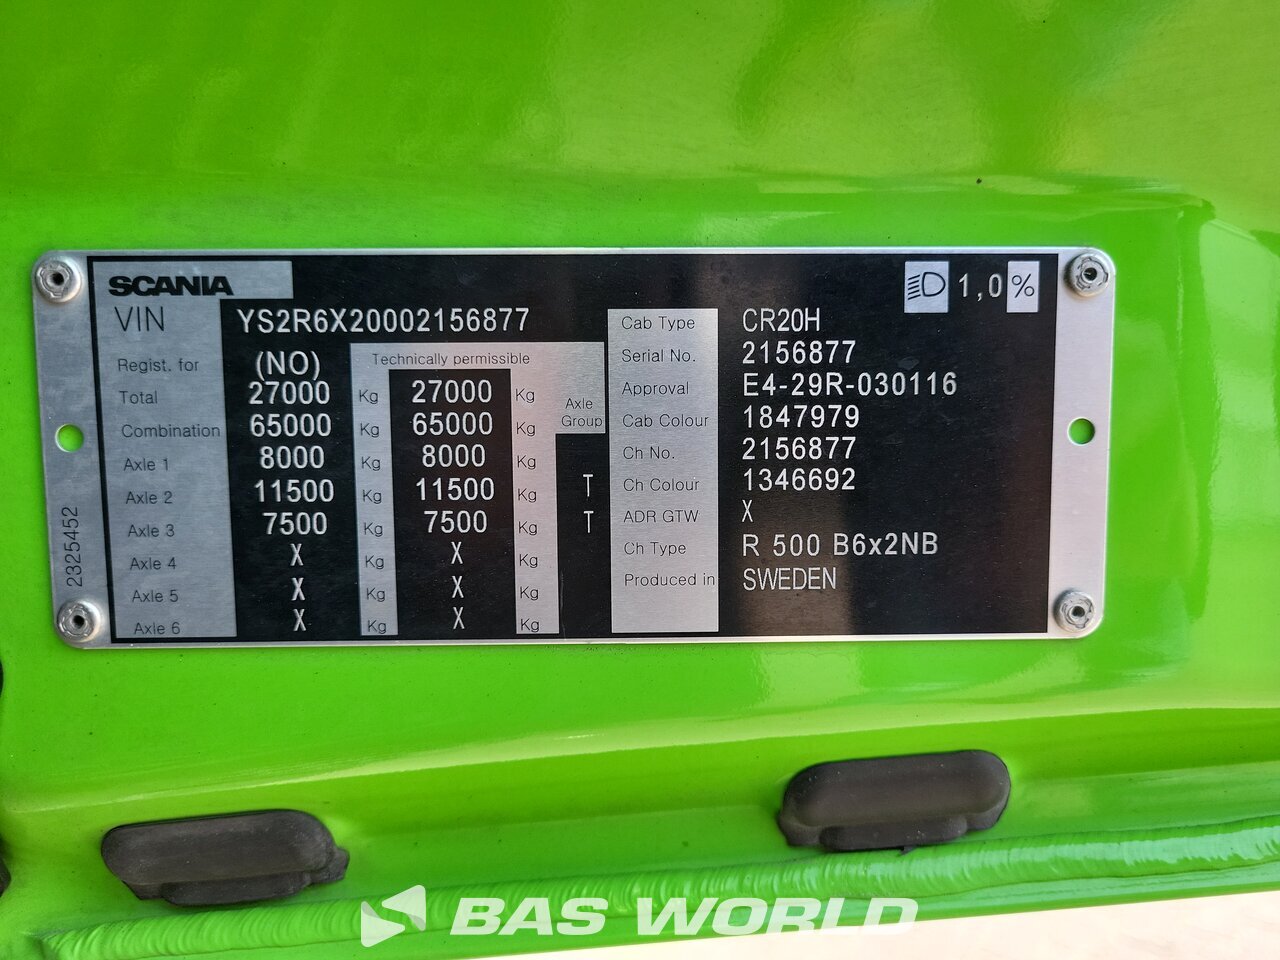 SCANIA
1,0 %
VIN YS2R6X20002156877
Regist. for (NO) Technically permissible
Total 27000 Kg 27000 Kg
Combination 65000 Kg 65000 Kg Axle Group
Axle 1 8000 Kg 8000 Kg
Axle 2 11500 Kg 11500 Kg T
Axle 3 7500 Kg 7500 Kg T
Axle 4 X Kg X Kg
Axle 5 X Kg X Kg
Axle 6 X Kg X Kg
Cab Type CR20H
Serial No. 2156877
Approval E4-29R-030116
Cab Colour 1847979
Ch No. 2156877
Ch Colour 1346692
ADR GTW X
Ch Type R 500 B6x2NB
Produced in SWEDEN
2325452
BAS WORLD